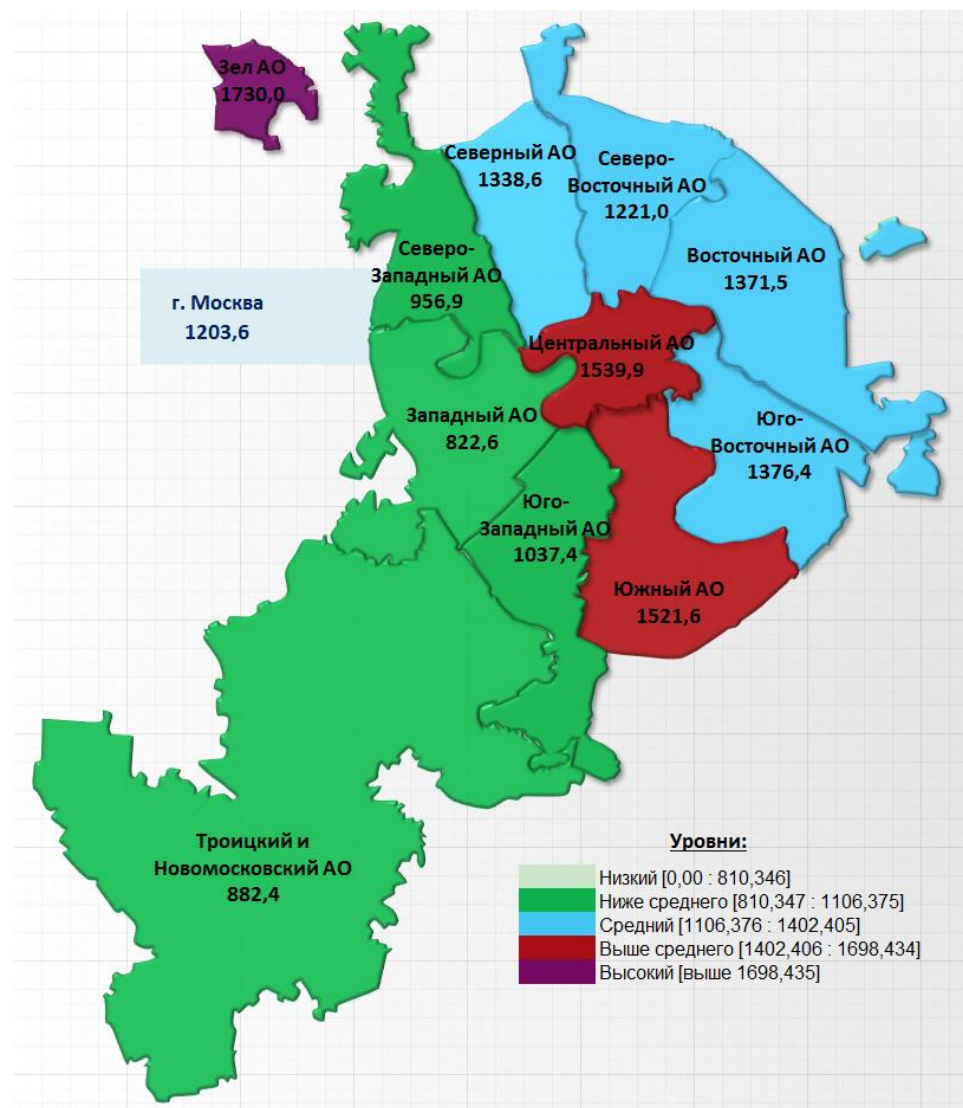 Зел АО
1730,0
Северный АО
1338,6
Северо-
Восточный АО
1221,0
Восточный АО
1371,5
Северо-
Западный АО
956,9
г. Москва
1203,6
Центральный АО
1539,9
Западный АО
822,6
Юго-
Восточный АО
1376,4
Юго-
Западный АО
1037,4
Южный АО
1521,6
Троицкий и
Новомосковский АО
882,4
Уровни:
Низкий [0,00 : 810,346]
Ниже среднего [810,347 : 1106,375]
Средний [1106,376 : 1402,405]
Выше среднего [1402,406 : 1698,434]
Высокий [выше 1698,435]